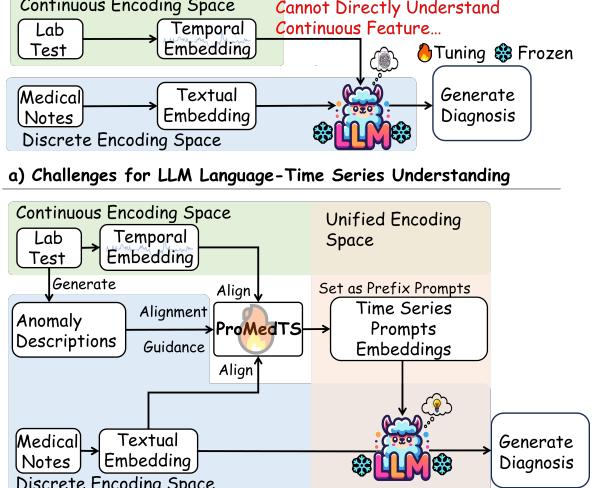 Continuous Encoding Space
Cannot Directly Understand
Continuous Feature...
Lab
Test
Temporal
Embedding
Tuning
Frozen
Medical
Notes
Textual
Embedding
LLM
Generate
Diagnosis
Discrete Encoding Space
a) Challenges for LLM Language-Time Series Understanding
Continuous Encoding Space
Unified Encoding
Space
Lab
Test
Temporal
Embedding
Generate
Align
Set as Prefix Prompts
Anomaly
Descriptions
Alignment
Guidance
ProMedTS
Time Series
Prompts
Embeddings
Align
Medical
Notes
Textual
Embedding
LLM
Generate
Diagnosis
Discrete Encoding Space